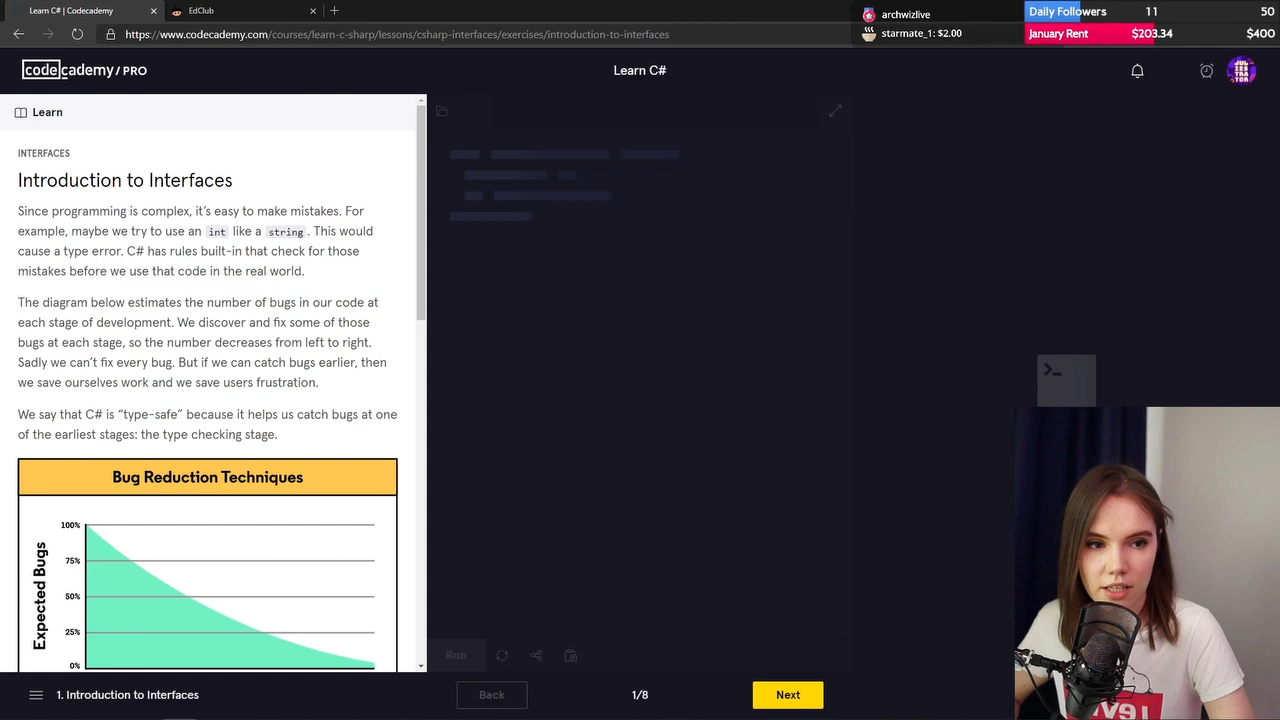 Learn C# | Codecademy
EdClub
https://www.codecademy.com/courses/learn-c-sharp/lessons/csharp-interfaces/exercises/introduction-to-interfaces
archwizlive
starmate_1: $2.00
Daily Followers 11 50
January Rent $203.34 $400
codecademy/PRO
Learn C#
Learn
INTERFACES
Introduction to Interfaces
Since programming is complex, it's easy to make mistakes. For
example, maybe we try to use an int like a string. This would
cause a type error. C# has rules built-in that check for those
mistakes before we use that code in the real world.
The diagram below estimates the number of bugs in our code at
each stage of development. We discover and fix some of those
bugs at each stage, so the number decreases from left to right.
Sadly we can't fix every bug. But if we can catch bugs earlier, then
we save ourselves work and we save users frustration.
We say that C# is “type-safe” because it helps us catch bugs at one
of the earliest stages: the type checking stage.
Bug Reduction Techniques
Expected Bugs
100%
75%
50%
25%
0%
Run
1. Introduction to Interfaces
Back
1/8
Next